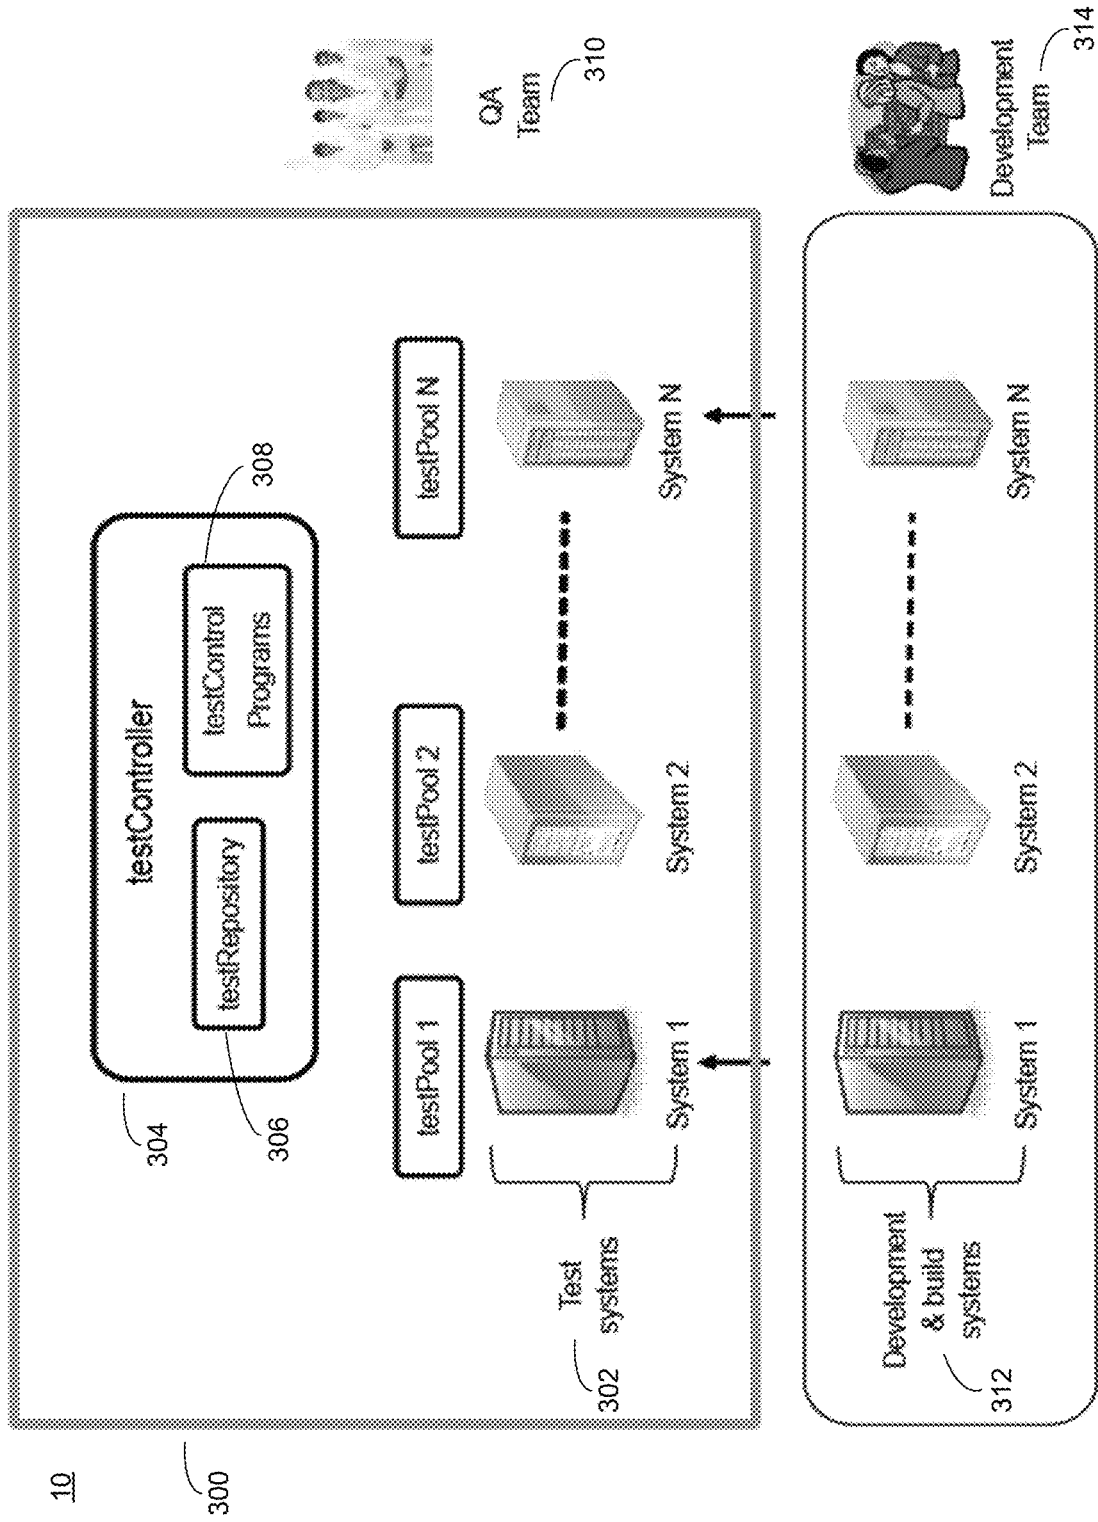 10
300
304
testController
306
testRepository
testControl
Programs
308
testPool 1
testPool 2
testPool N
Test
systems
302
System 1
System 2
System N
QA
Team
310
Development
& build
systems
312
System 1
System 2
System N
Development
Team
314